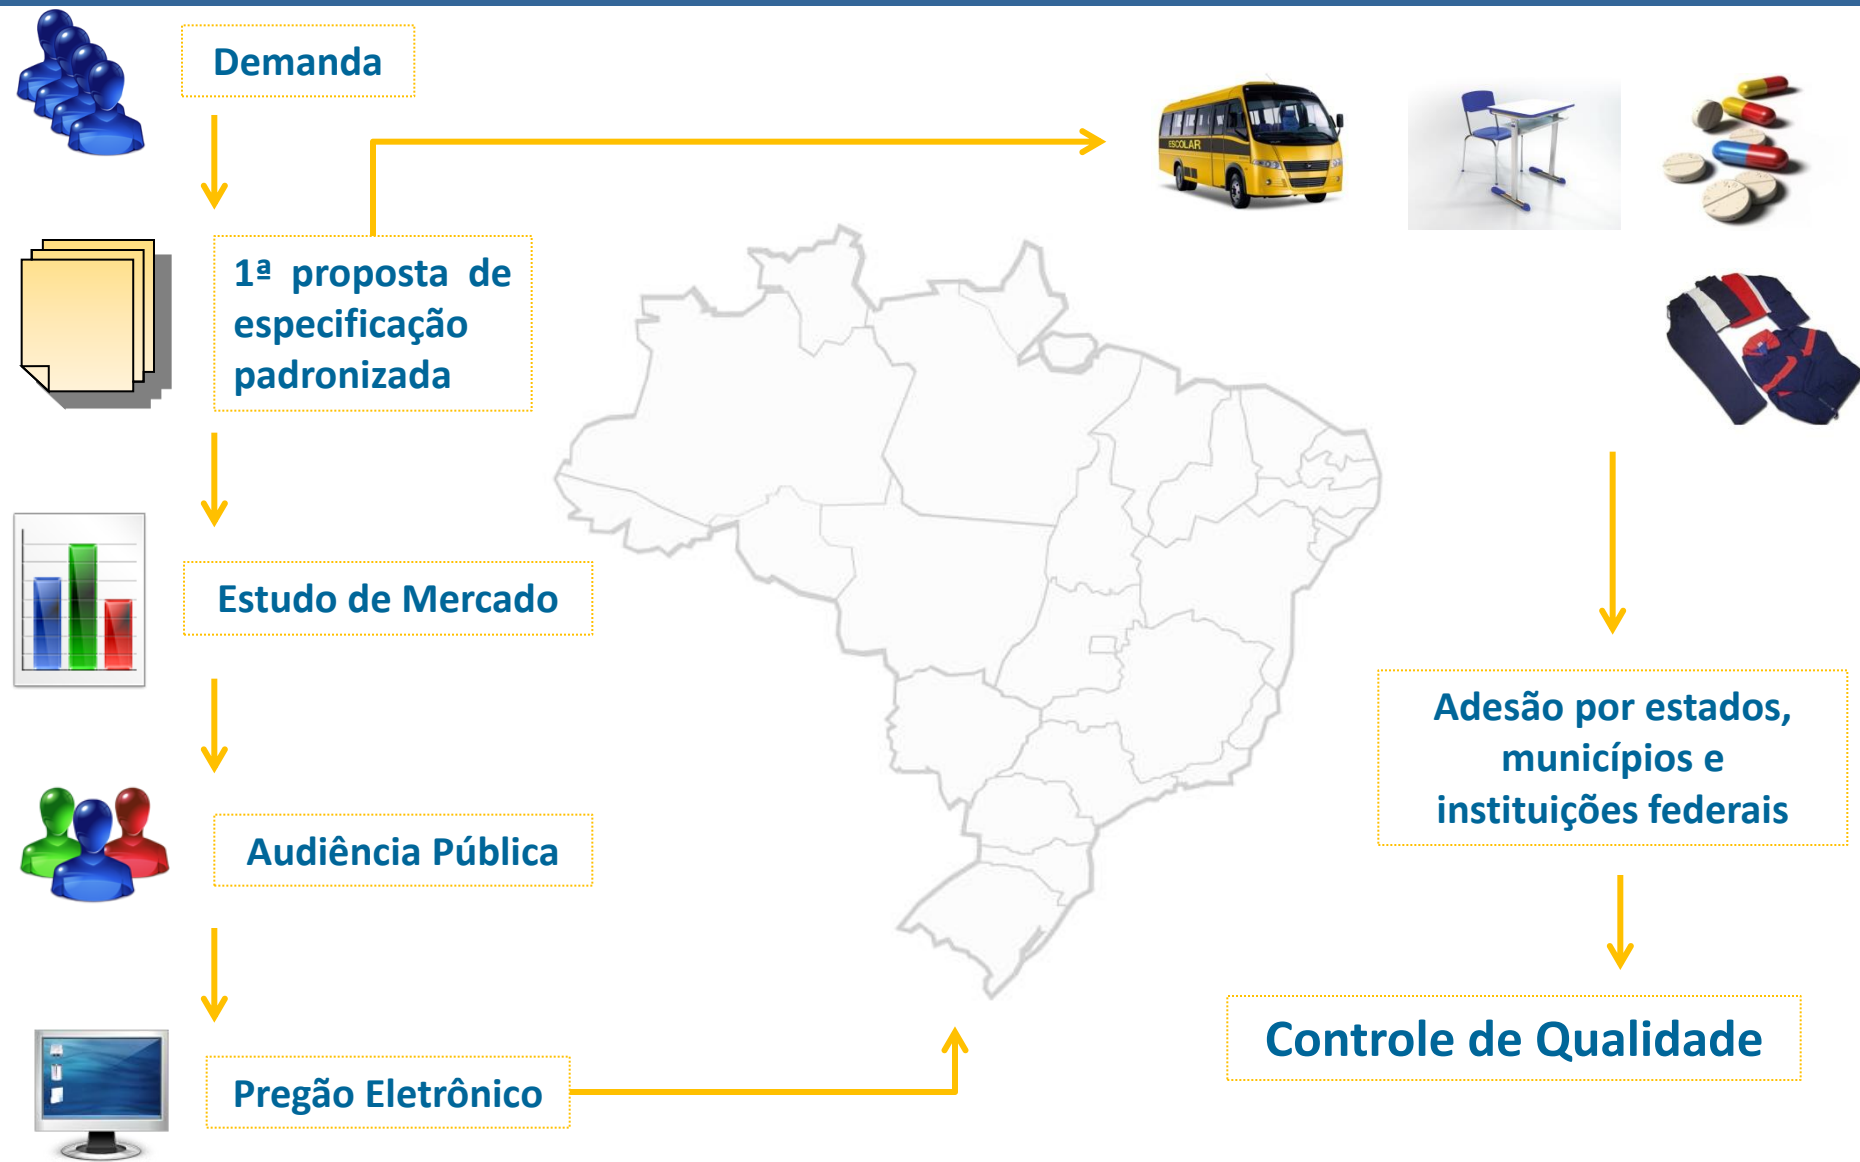 Demanda
ESCOLAR
1ª proposta de
especificação
padronizada
Estudo de Mercado
Adesão por estados,
municípios e
instituições federais
Audiência Pública
Controle de Qualidade
Pregão Eletrônico